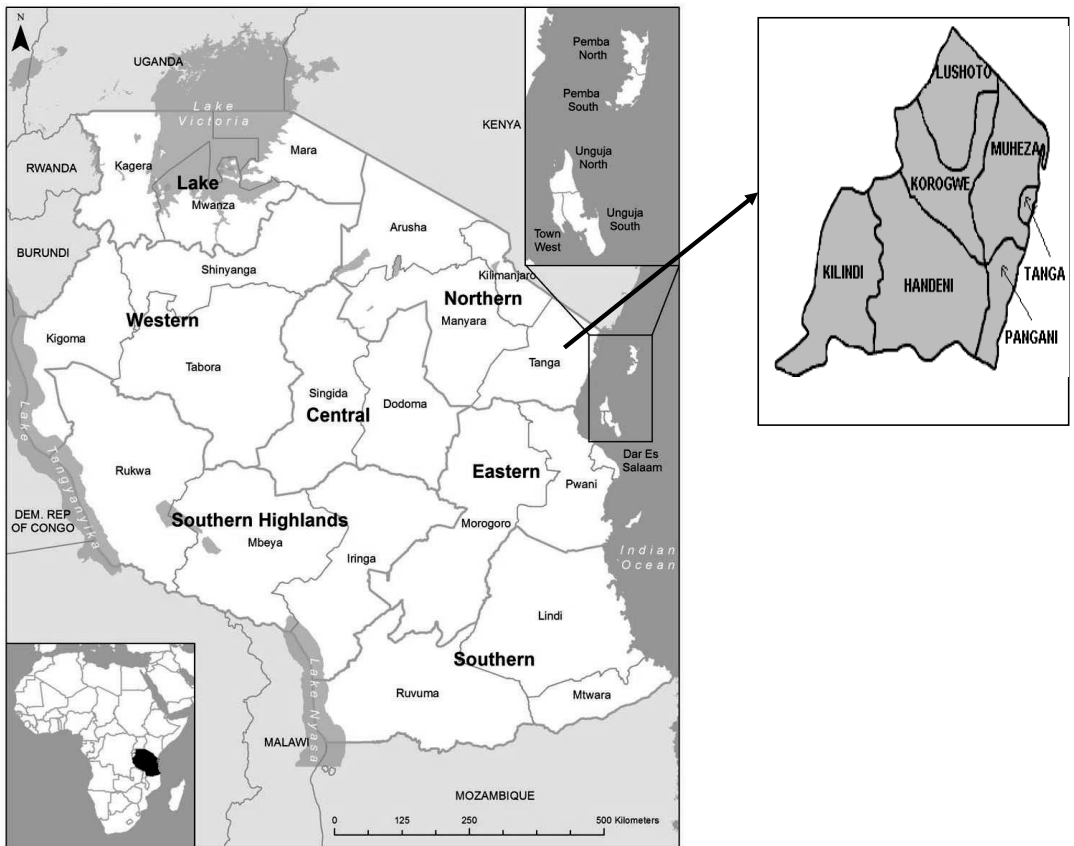 N
UGANDA
Lake
Victoria
RWANDA
Kagera
Mara
KENYA
Lake
Mwanza
BURUNDI
Arusha
Shinyanga
Kilimanjaro
Northern
Manyara
Western
Kigoma
Tabora
Tanga
Singida
Dodoma
Central
Dar Es
Salaam
Eastern
Pwani
Rukwa
Lake
Tangyanyika
DEM. REP
OF CONGO
Southern Highlands
Mbeya
Morogoro
Iringa
Indian
Ocean
Lindi
Southern
Ruvuma
Mtwara
Lake Nyasa
MALAWI
MOZAMBIQUE
0 125 250 500 Kilometers
Pemba
North
Pemba
South
Unguja
North
Unguja
South
Town
West
LUSHOTO
MUHEZA
KOROGWE
TANGA
KILINDI
HANDENI
PANGANI